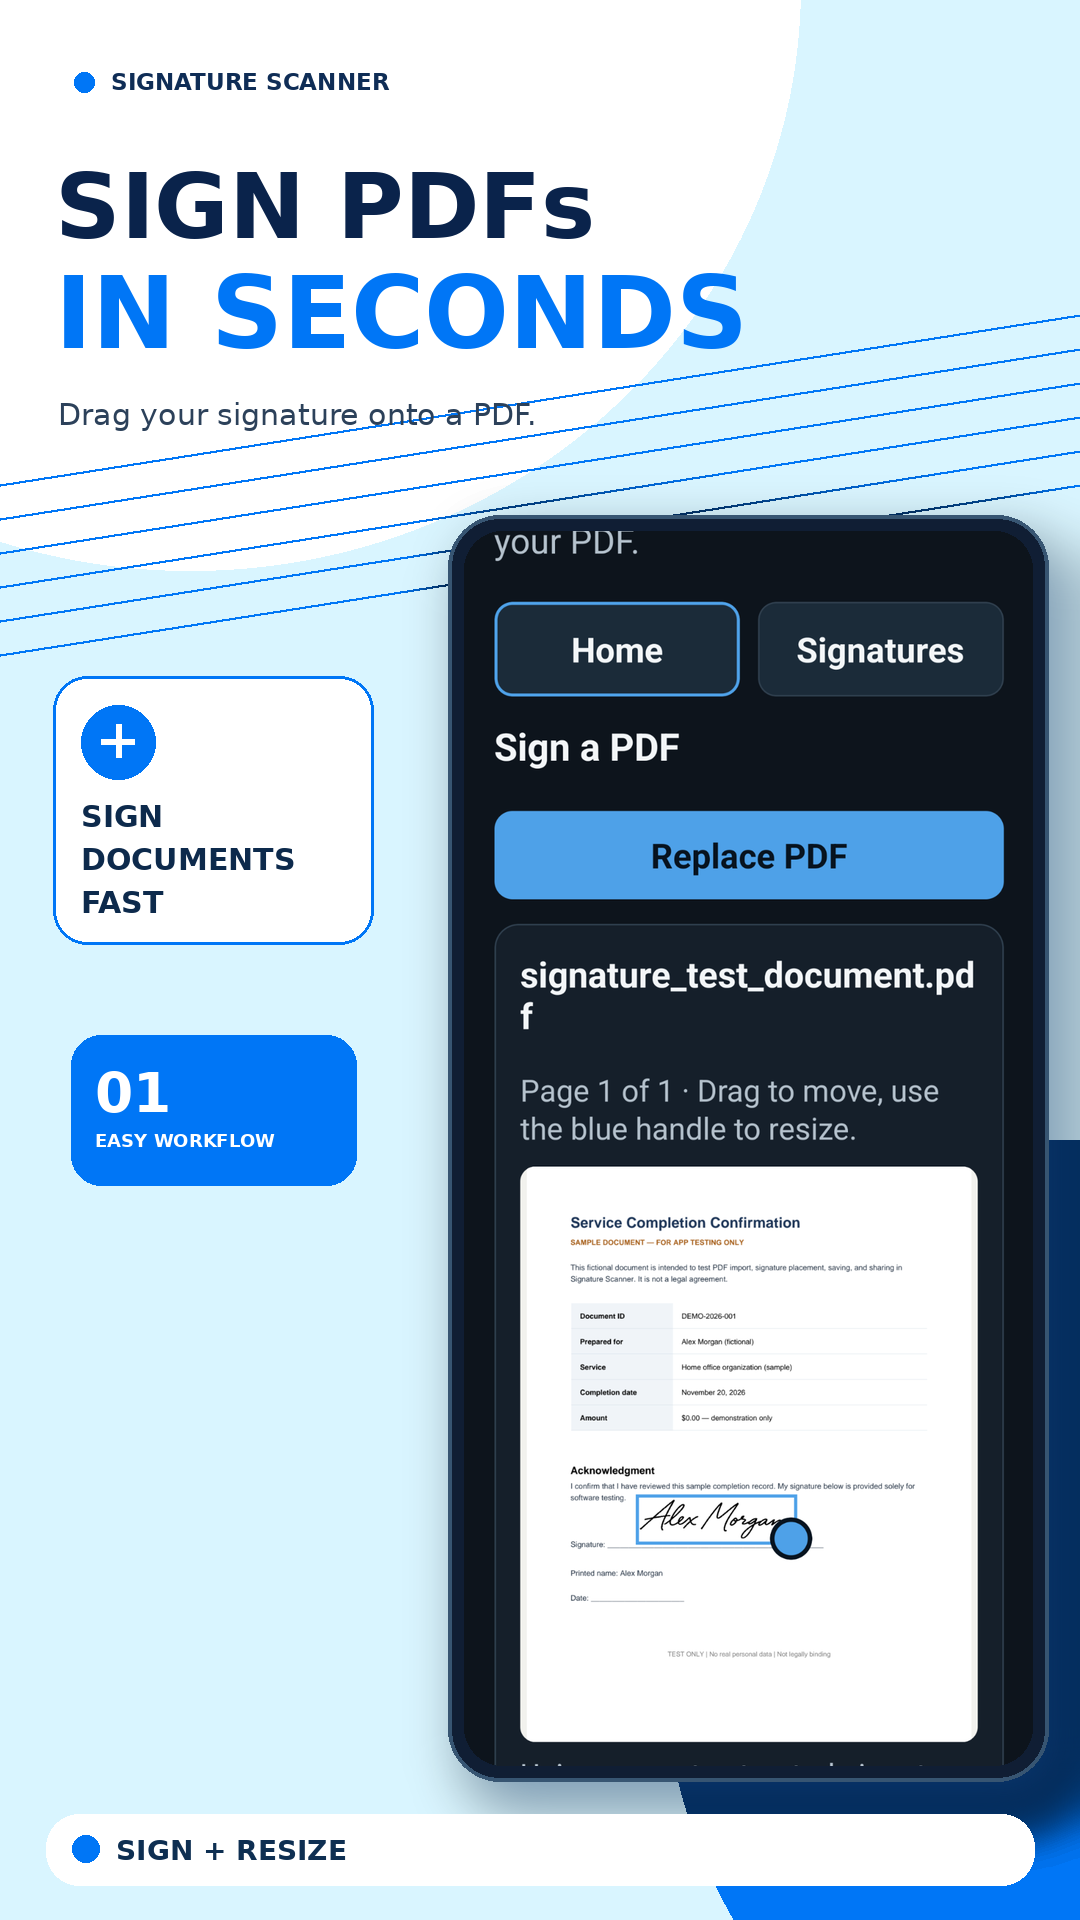 SIGNATURE SCANNER
SIGN PDFs
IN SECONDS
Drag your signature onto a PDF.
SIGN
DOCUMENTS
FAST
01
EASY WORKFLOW
your PDF.
Home
Signatures
Sign a PDF
Replace PDF
signature_test_document.pd
f
Page 1 of 1 · Drag to move, use
the blue handle to resize.
Service Completion Confirmation
SAMPLE DOCUMENT — FOR APP TESTING ONLY
This fictional document is intended to test PDF import, signature placement, saving, and sharing in
Signature Scanner. It is not a legal agreement.
Document ID DEMO-2026-001
Prepared for Alex Morgan (fictional)
Service Home office organization (sample)
Completion date November 20, 2026
Amount $0.00 — demonstration only
Acknowledgment
I confirm that I have reviewed this sample completion record. My signature below is provided solely for
software testing.
Alex Morgan
Signature:
Printed name: Alex Morgan
Date:
TEST ONLY | No real personal data | Not legally binding
SIGN + RESIZE